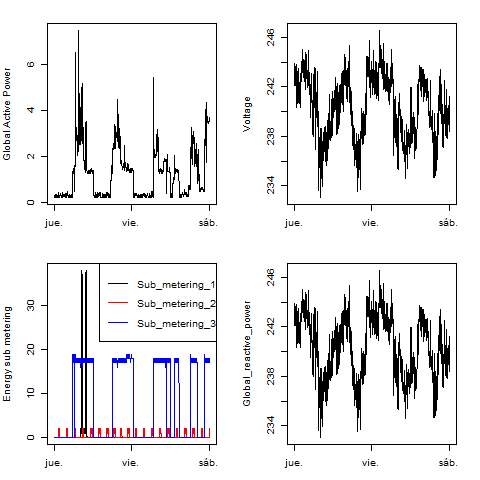 Global Active Power
6
4
2
0
jue. vie. sáb.
Voltage
246
242
238
234
jue. vie. sáb.
Energy sub metering
30
20
10
0
Sub_metering_1
Sub_metering_2
Sub_metering_3
jue. vie. sáb.
Global_reactive_power
246
242
238
234
jue. vie. sáb.